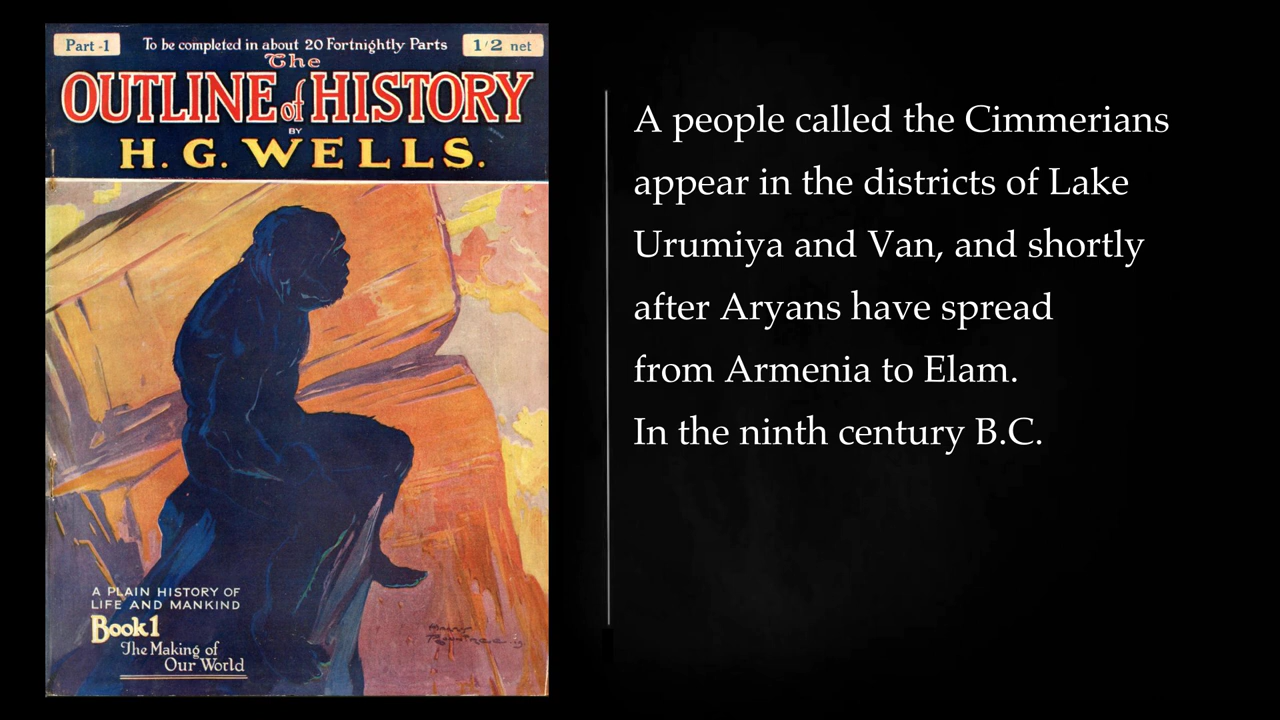 Part -1
To be completed in about 20 Fortnightly Parts
1/2 net
The
OUTLINE of HISTORY
BY
H. G. WELLS.
A PLAIN HISTORY OF
LIFE AND MANKIND
Book 1
The Making of
Our World
A people called the Cimmerians
appear in the districts of Lake
Urumiya and Van, and shortly
after Aryans have spread
from Armenia to Elam.
In the ninth century B.C.